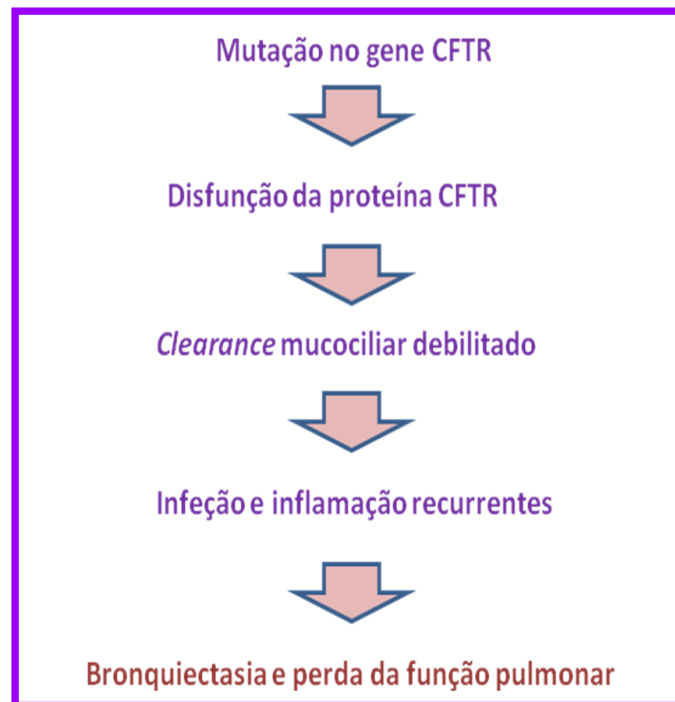 Mutação no gene CFTR
Disfunção da proteína CFTR
Clearance mucociliar debilitado
Infeção e inflamação recurrentes
Bronquiectasia e perda da função pulmonar